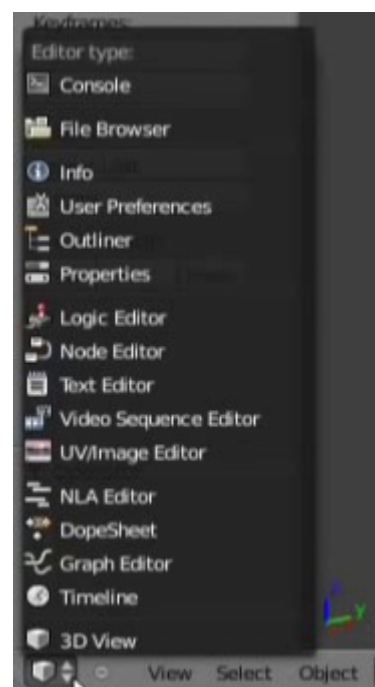 Keyframes:
Editor type:
Console
File Browser
Info
User Preferences
Outliner
Properties
Logic Editor
Node Editor
Text Editor
Video Sequence Editor
UV/Image Editor
NLA Editor
DopeSheet
Graph Editor
Timeline
Y
3D View
View Select Object